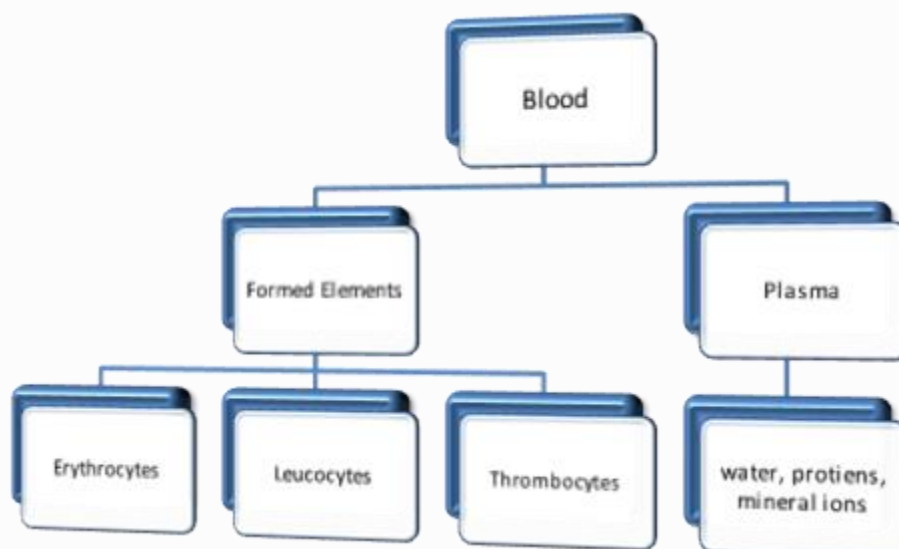 Blood
Formed Elements
Plasma
Erythrocytes
Leucocytes
Thrombocytes
water, protiens,
mineral ions